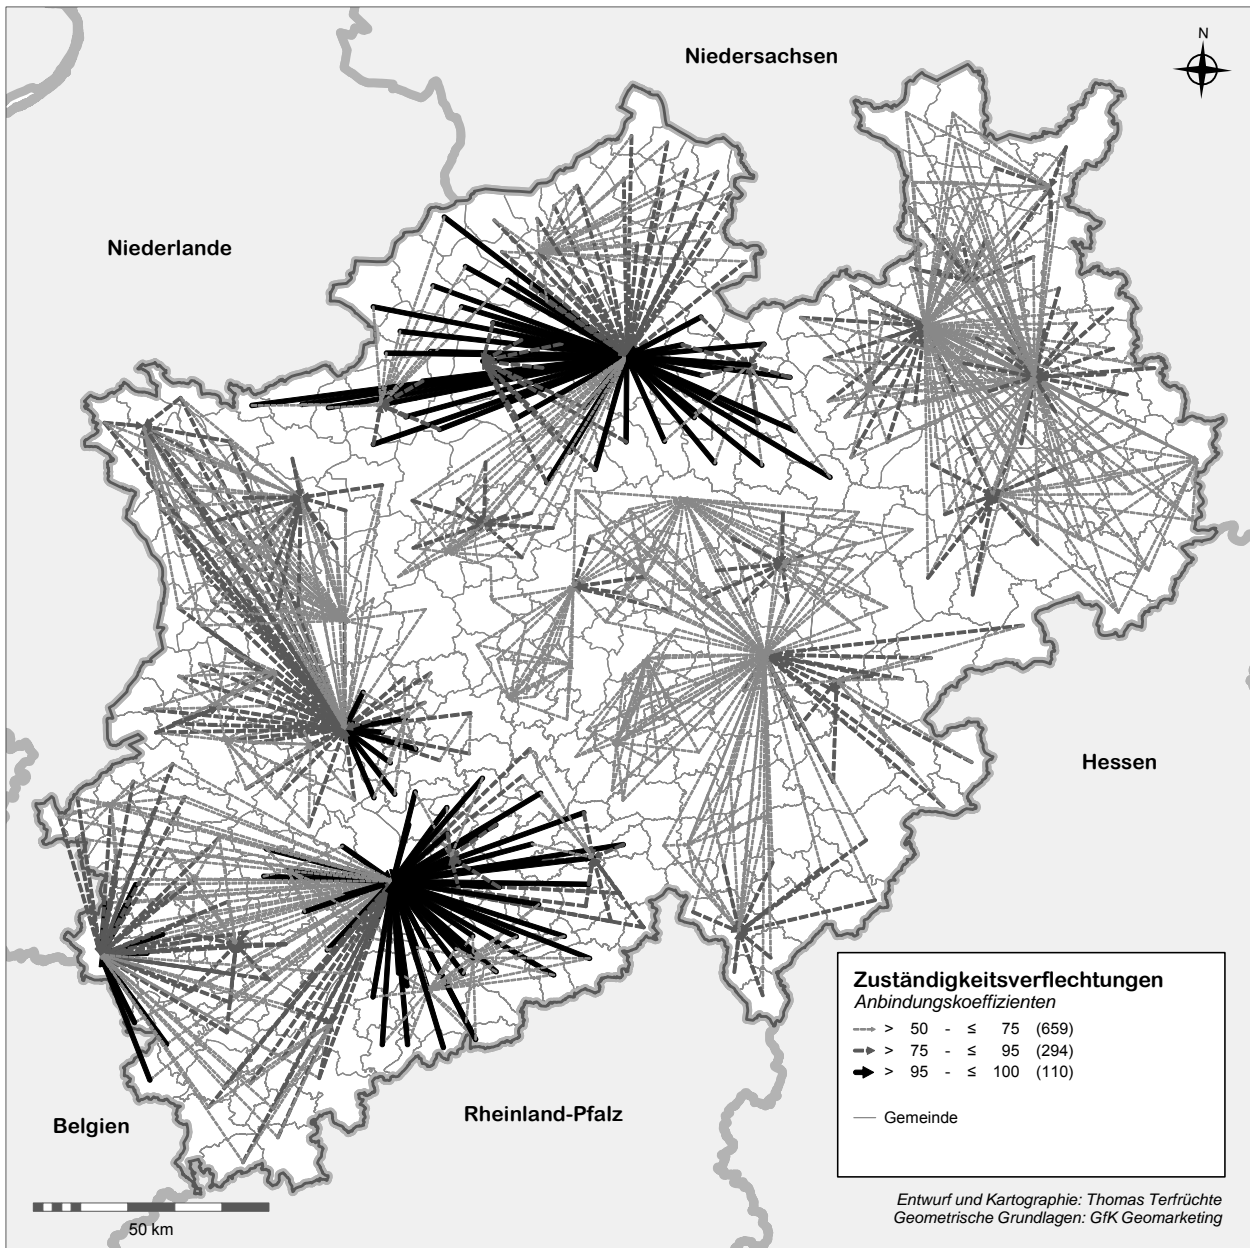 N
Niedersachsen
Niederlande
Hessen
Belgien
Rheinland-Pfalz
Zuständigkeitsverflechtungen
Anbindungskoeffizienten
> 50 - ≤ 75 (659)
> 75 - ≤ 95 (294)
> 95 - ≤ 100 (110)
Gemeinde
50 km
Entwurf und Kartographie: Thomas Terfrüchte
Geometrische Grundlagen: GfK Geomarketing